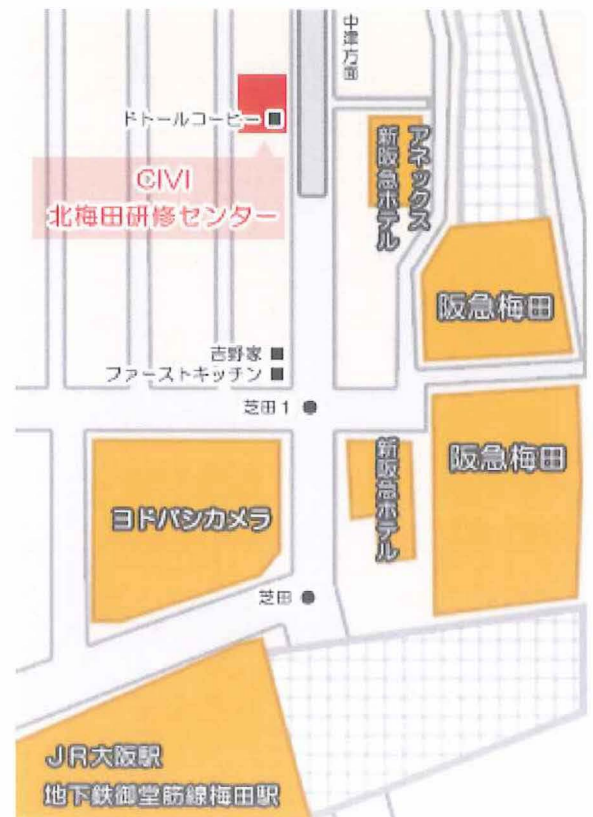 中津方面
ドトールコーヒー
CIVI
北梅田研修センター
アネックス
新阪急ホテル
阪急梅田
吉野家
ファーストキッチン
芝田1
新阪急ホテル
阪急梅田
ヨドバシカメラ
芝田
JR大阪駅
地下鉄御堂筋線梅田駅